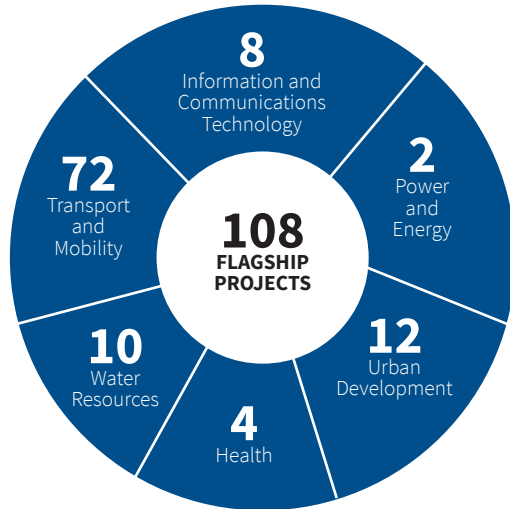 8
Information and
Communications
Technology
2
Power
and
Energy
12
Urban
Development
4
Health
10
Water
Resources
72
Transport
and
Mobility
108
FLAGSHIP
PROJECTS